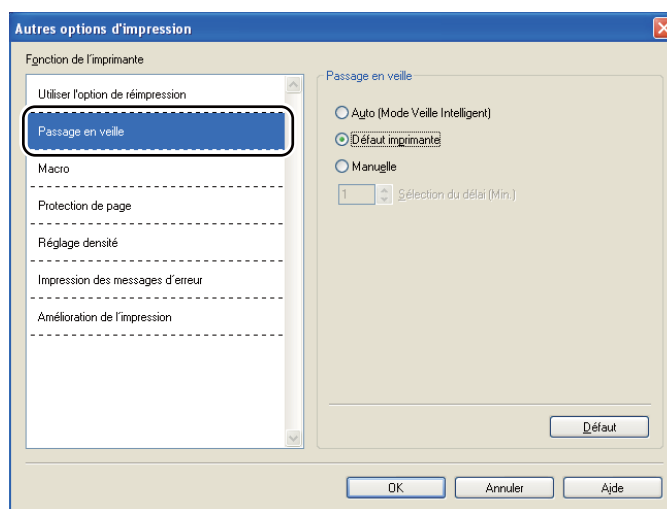 Autres options d'impression
Fonction de l'imprimante
Utiliser l'option de réimpression
Passage en veille
Macro
Protection de page
Réglage densité
Impression des messages d'erreur
Amélioration de l'impression
Passage en veille
Auto (Mode Veille Intelligent)
Défaut imprimante
Manuelle
1 Sélection du délai (Min.)
Défaut
OK Annuler Aide